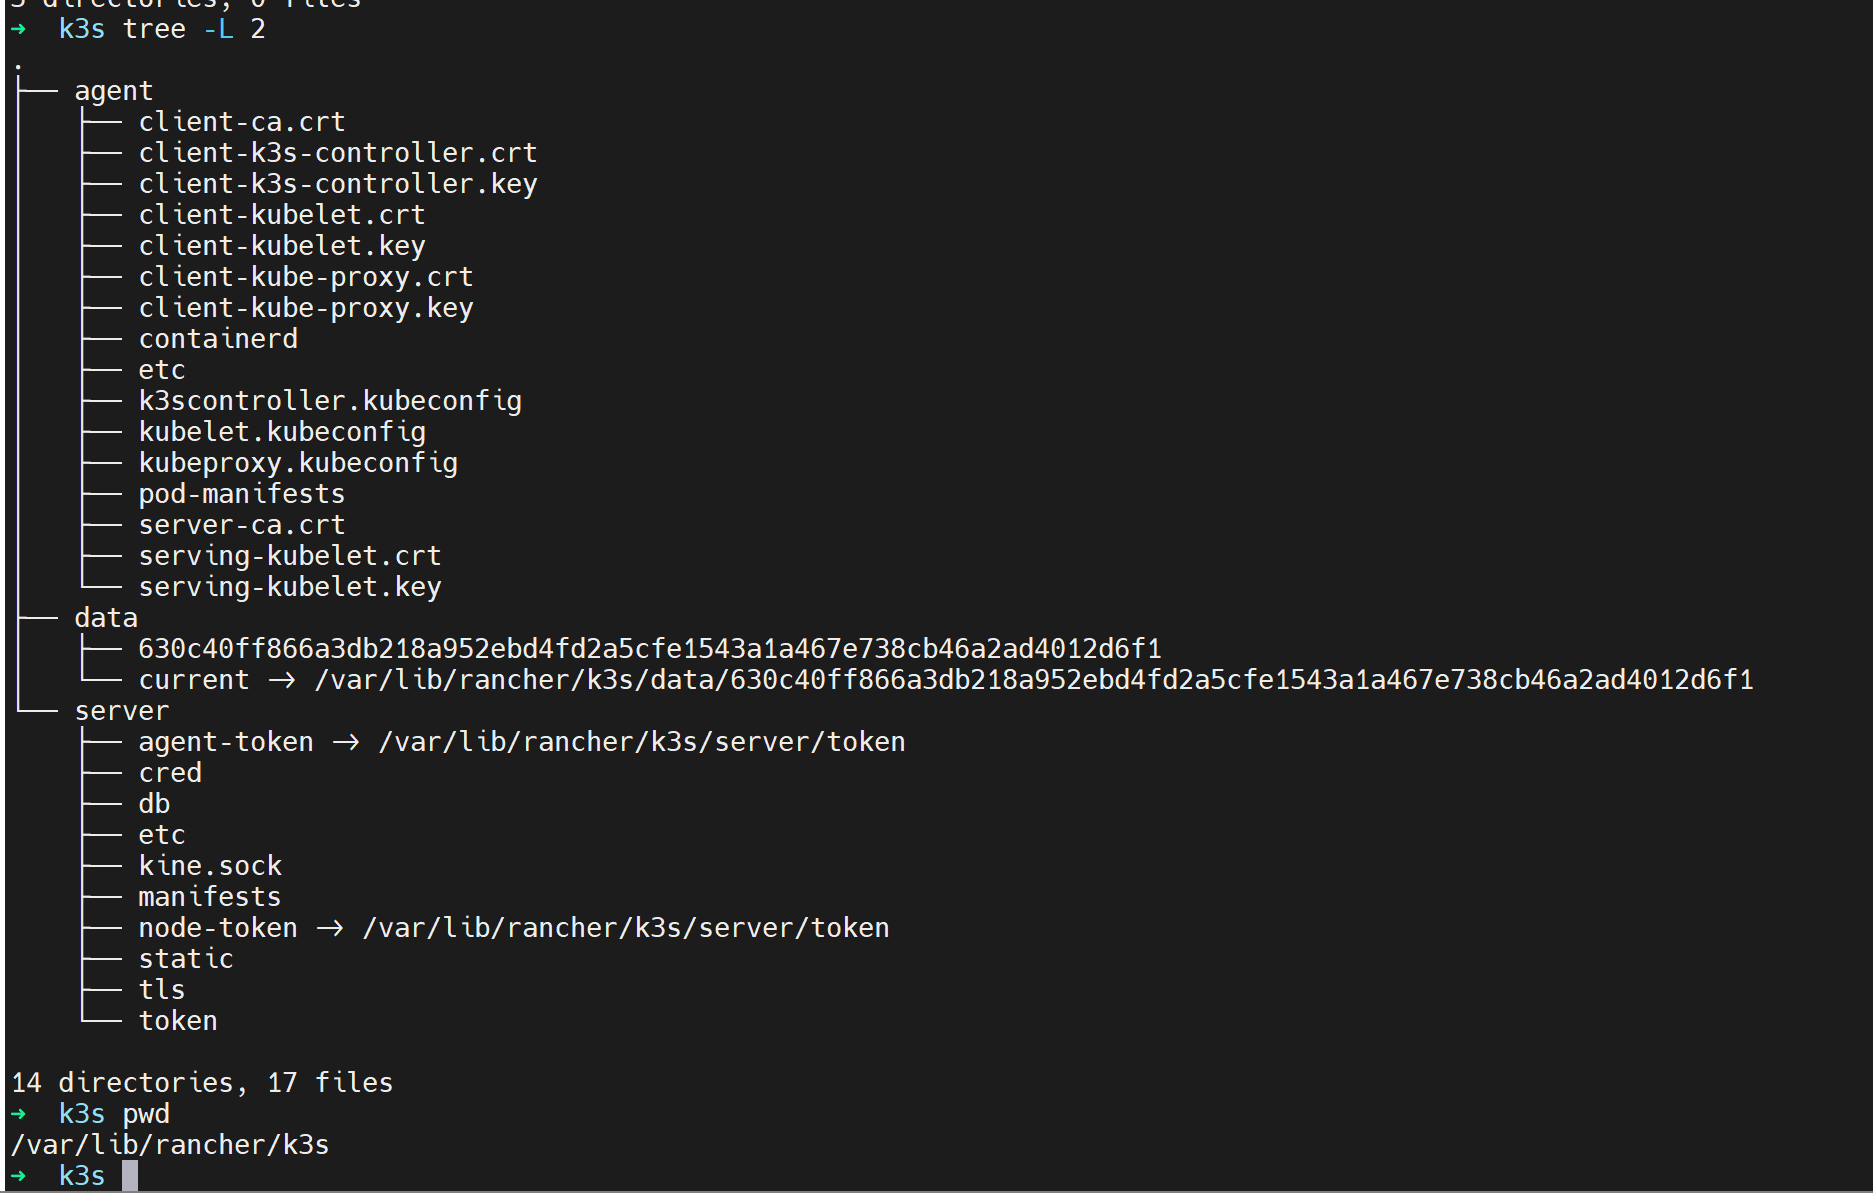 3 directories, 0 files
➜  k3s tree -L 2
.
├── agent
│   ├── client-ca.crt
│   ├── client-k3s-controller.crt
│   ├── client-k3s-controller.key
│   ├── client-kubelet.crt
│   ├── client-kubelet.key
│   ├── client-kube-proxy.crt
│   ├── client-kube-proxy.key
│   ├── containerd
│   ├── etc
│   ├── k3scontroller.kubeconfig
│   ├── kubelet.kubeconfig
│   ├── kubeproxy.kubeconfig
│   ├── pod-manifests
│   ├── server-ca.crt
│   ├── serving-kubelet.crt
│   └── serving-kubelet.key
├── data
│   ├── 630c40ff866a3db218a952ebd4fd2a5cfe1543a1a467e738cb46a2ad4012d6f1
│   └── current -> /var/lib/rancher/k3s/data/630c40ff866a3db218a952ebd4fd2a5cfe1543a1a467e738cb46a2ad4012d6f1
└── server
    ├── agent-token -> /var/lib/rancher/k3s/server/token
    ├── cred
    ├── db
    ├── etc
    ├── kine.sock
    ├── manifests
    ├── node-token -> /var/lib/rancher/k3s/server/token
    ├── static
    ├── tls
    └── token

14 directories, 17 files
➜  k3s pwd
/var/lib/rancher/k3s
➜  k3s